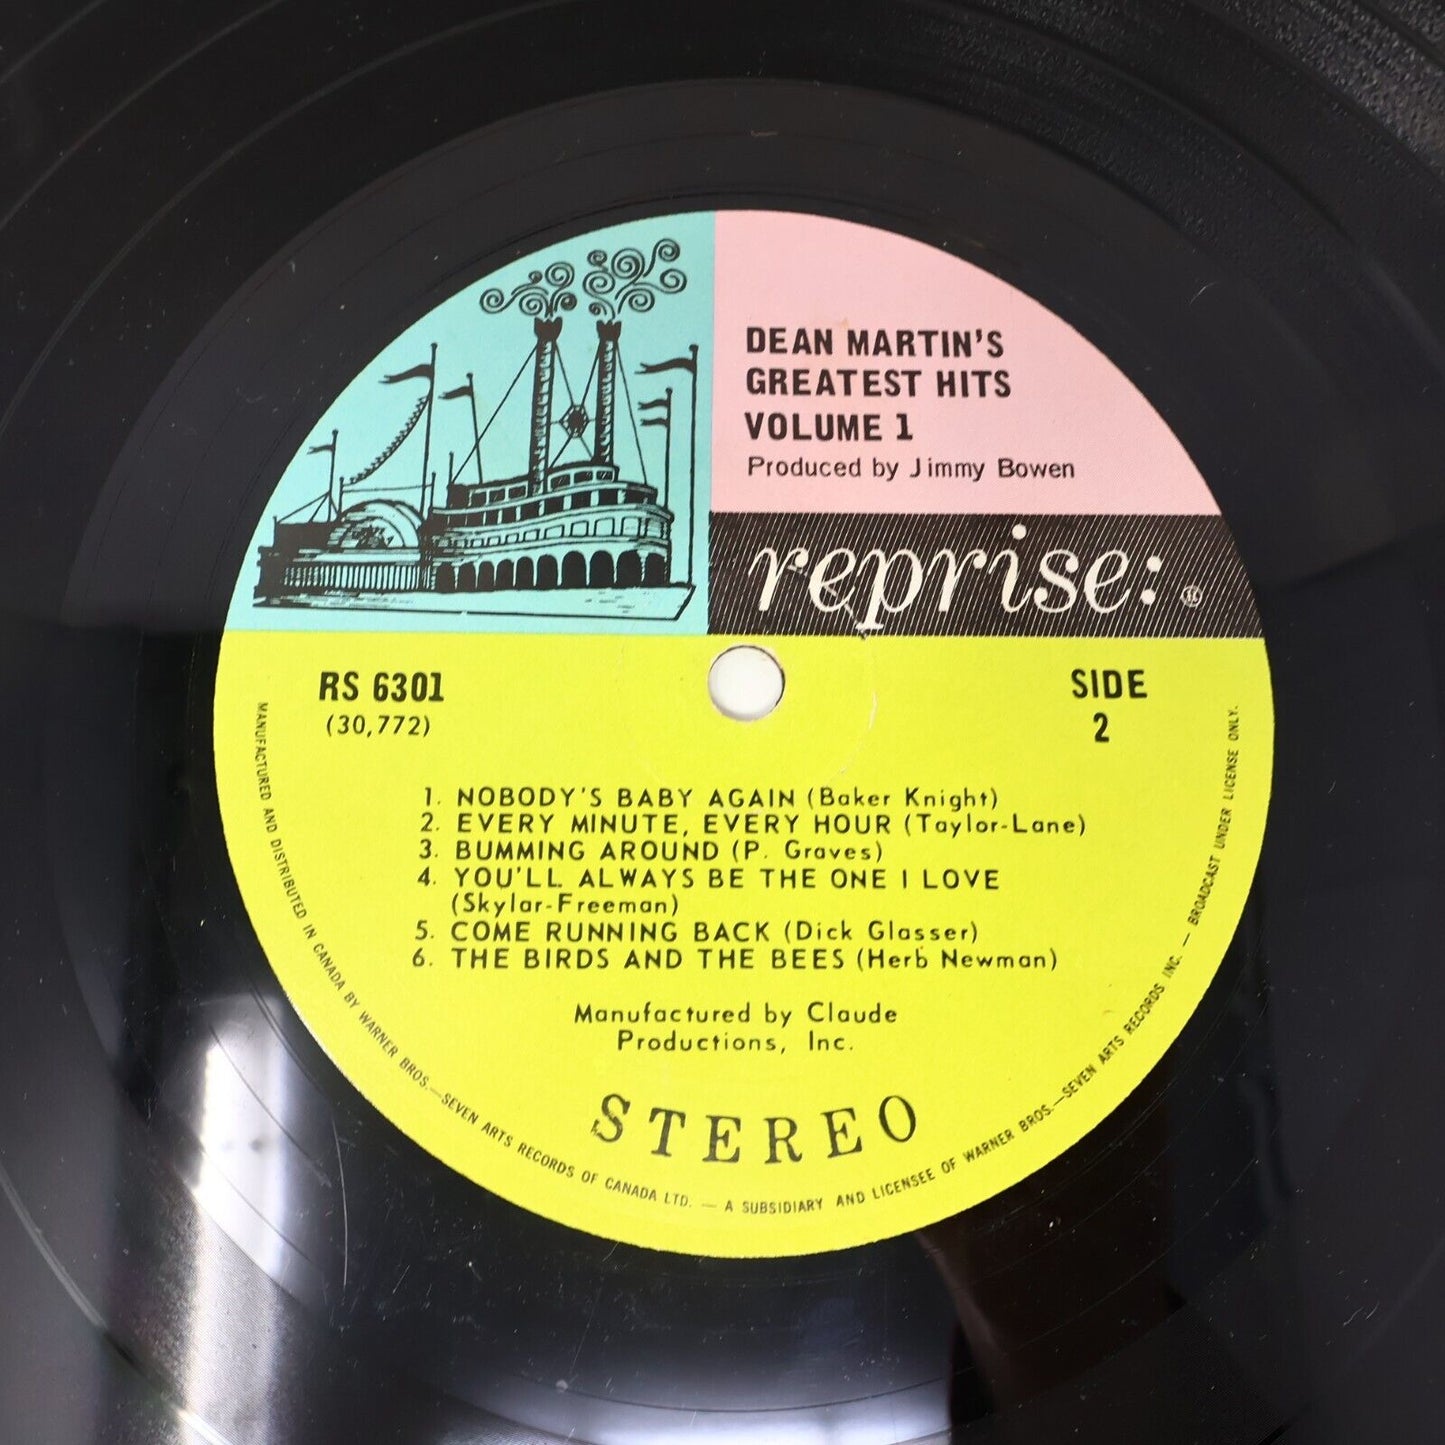 DEAN MARTIN'S
GREATEST HITS
VOLUME 1
Produced by Jimmy Bowen
reprise:
RS 6301
(30,772)
SIDE
2
1. NOBODY'S BABY AGAIN (Baker Knight)
2. EVERY MINUTE, EVERY HOUR (Taylor-Lane)
3. BUMMING AROUND (P. Graves)
4. YOU'LL ALWAYS BE THE ONE I LOVE
(Skylar-Freeman)
5. COME RUNNING BACK (Dick Glasser)
6. THE BIRDS AND THE BEES (Herb Newman)
Manufactured by Claude
Productions, Inc.
STEREO
MANUFACTURED AND DISTRIBUTED IN CANADA BY WARNER BROS.—SEVEN ARTS RECORDS OF CANADA LTD. — A SUBSIDIARY AND LICENSEE OF WARNER BROS.—SEVEN ARTS RECORDS INC. — BROADCAST UNDER LICENSE ONLY.